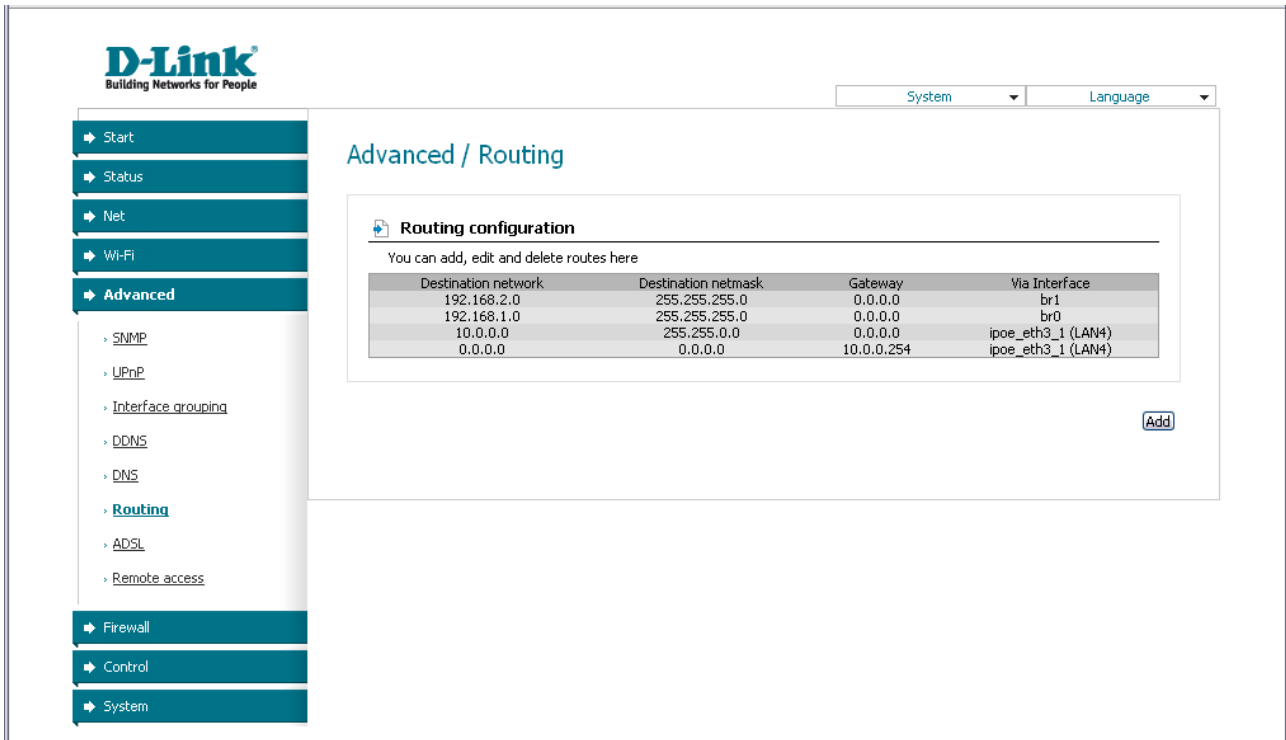 D-Link®
Building Networks for People
System Language
Start
Status
Net
Wi-Fi
Advanced
SNMP
UPnP
Interface grouping
DDNS
DNS
Routing
ADSL
Remote access
Firewall
Control
System
Advanced / Routing
Routing configuration
You can add, edit and delete routes here
Destination network Destination netmask Gateway Via Interface
192.168.2.0 255.255.255.0 0.0.0.0 br1
192.168.1.0 255.255.255.0 0.0.0.0 br0
10.0.0.0 255.255.0.0 0.0.0.0 ipoe_eth3_1 (LAN4)
0.0.0.0 0.0.0.0 10.0.0.254 ipoe_eth3_1 (LAN4)
Add